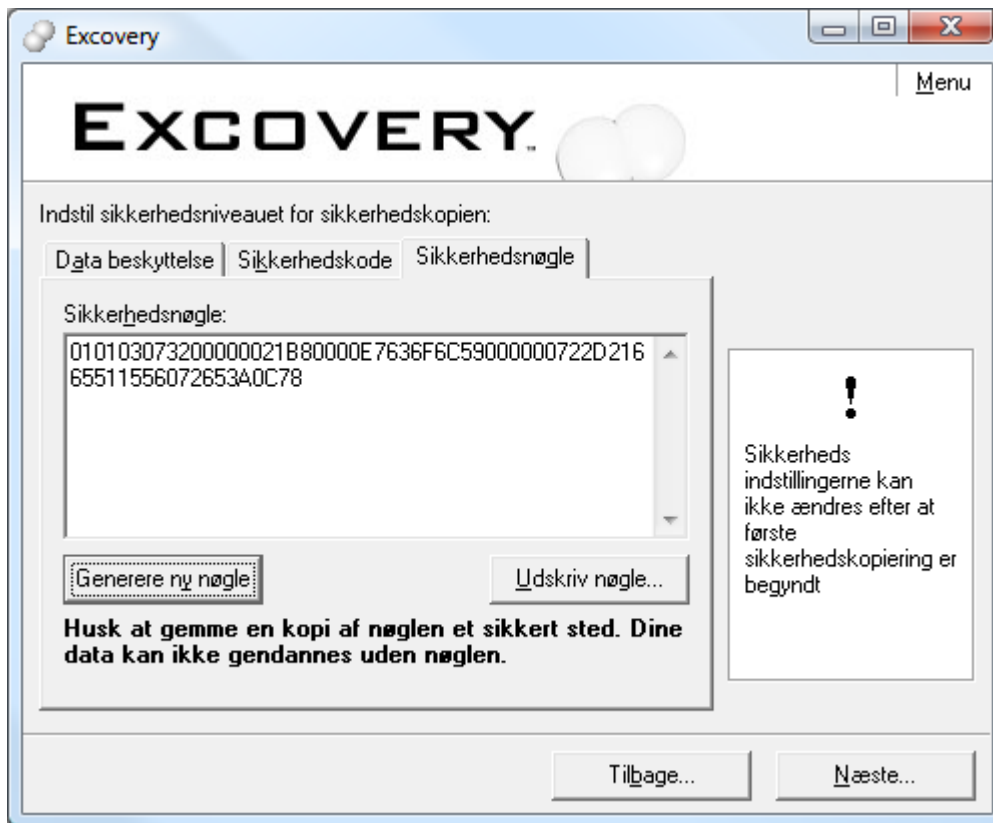 Excovery
Menu
EXCOVERY™
Indstil sikkerhedsniveauet for sikkerhedskopien:
Data beskyttelse Sikkerhedskode Sikkerhedsnøgle
Sikkerhedsnøgle:
010103073200000021B80000E7636F6C59000000722D216
65511556072653A0C78
Generere ny nøgle
Udskriv nøgle...
Husk at gemme en kopi af nøglen et sikkert sted. Dine
data kan ikke gendannes uden nøglen.
!
Sikkerheds
indstillingerne kan
ikke ændres efter at
første
sikkerhedskopiering er
begyndt
Tilbage...
Næste...